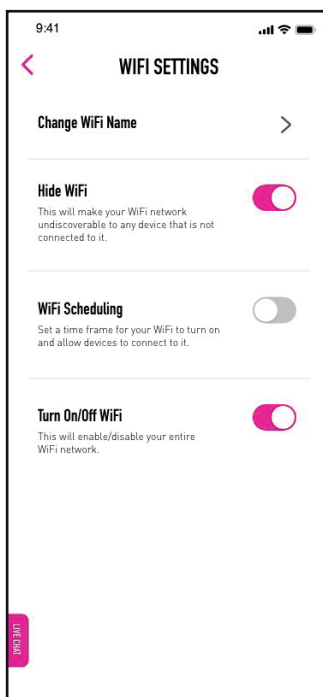 9:41
WIFI SETTINGS
Change WiFi Name
Hide WiFi
This will make your WiFi network
undiscoverable to any device that is not
connected to it.
WiFi Scheduling
Set a time frame for your WiFi to turn on
and allow devices to connect to it.
Turn On/Off WiFi
This will enable/disable your entire
WiFi network.
LIVE CHAT